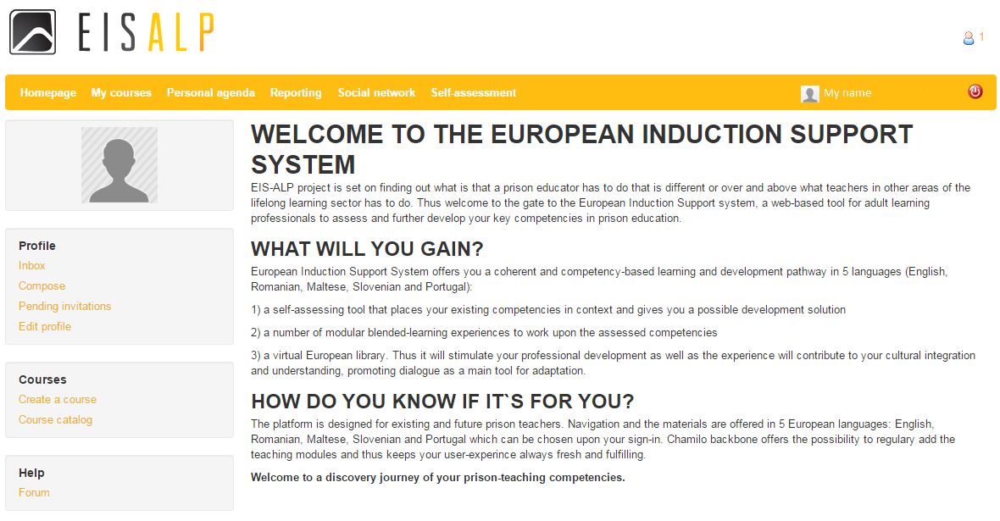 EISALP
1
Homepage My courses Personal agenda Reporting Social network Self-assessment My name
Profile
Inbox
Compose
Pending invitations
Edit profile
Courses
Create a course
Course catalog
Help
Forum
WELCOME TO THE EUROPEAN INDUCTION SUPPORT
SYSTEM
EIS-ALP project is set on finding out what is that a prison educator has to do that is different or over and above what teachers in other areas of the
lifelong learning sector has to do. Thus welcome to the gate to the European Induction Support system, a web-based tool for adult learning
professionals to assess and further develop your key competencies in prison education.
WHAT WILL YOU GAIN?
European Induction Support System offers you a coherent and competency-based learning and development pathway in 5 languages (English,
Romanian, Maltese, Slovenian and Portugal):
1) a self-assessing tool that places your existing competencies in context and gives you a possible development solution
2) a number of modular blended-learning experiences to work upon the assessed competencies
3) a virtual European library. Thus it will stimulate your professional development as well as the experience will contribute to your cultural integration
and understanding, promoting dialogue as a main tool for adaptation.
HOW DO YOU KNOW IF IT`S FOR YOU?
The platform is designed for existing and future prison teachers. Navigation and the materials are offered in 5 European languages: English,
Romanian, Maltese, Slovenian and Portugal which can be chosen upon your sign-in. Chamilo backbone offers the possibility to regulary add the
teaching modules and thus keeps your user-experince always fresh and fulfilling.
Welcome to a discovery journey of your prison-teaching competencies.